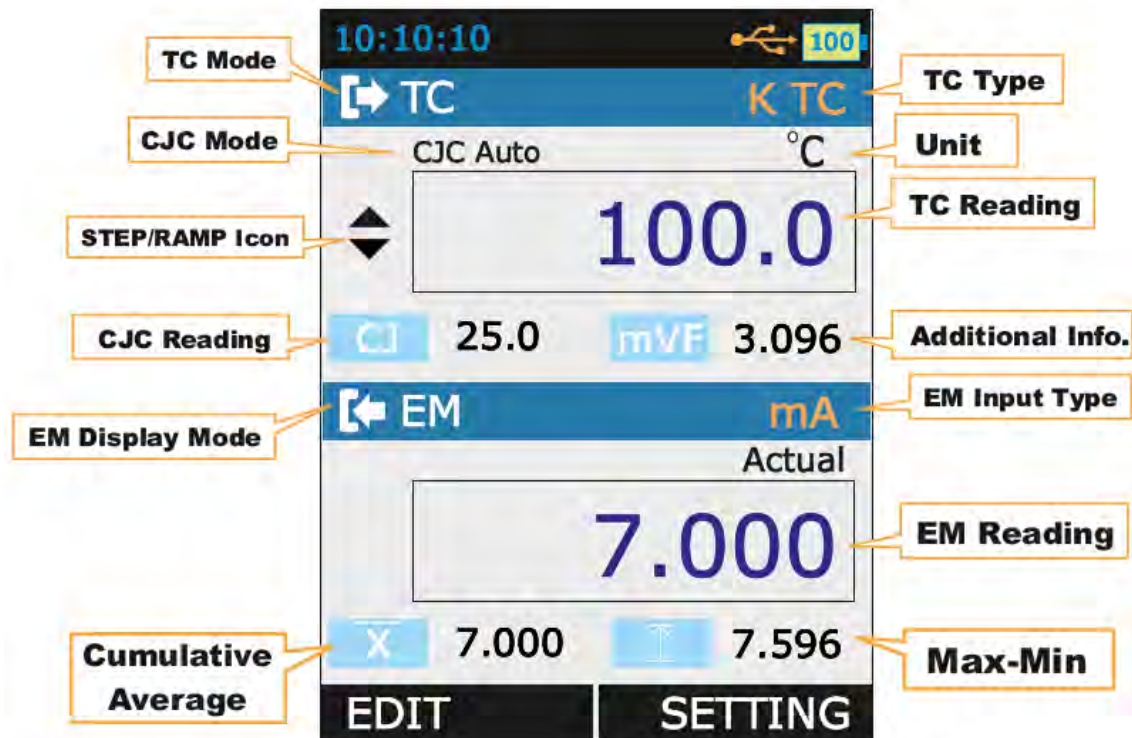 10:10:10 100
TC Mode
TC K TC
TC Type
CJC Mode
CJC Auto °C
Unit
100.0
TC Reading
STEP/RAMP Icon
CJC Reading
CJ 25.0 mVF 3.096
Additional Info.
EM mA
EM Input Type
EM Display Mode
Actual
7.000
EM Reading
Cumulative
Average
X̅ 7.000 7.596
Max-Min
EDIT SETTING